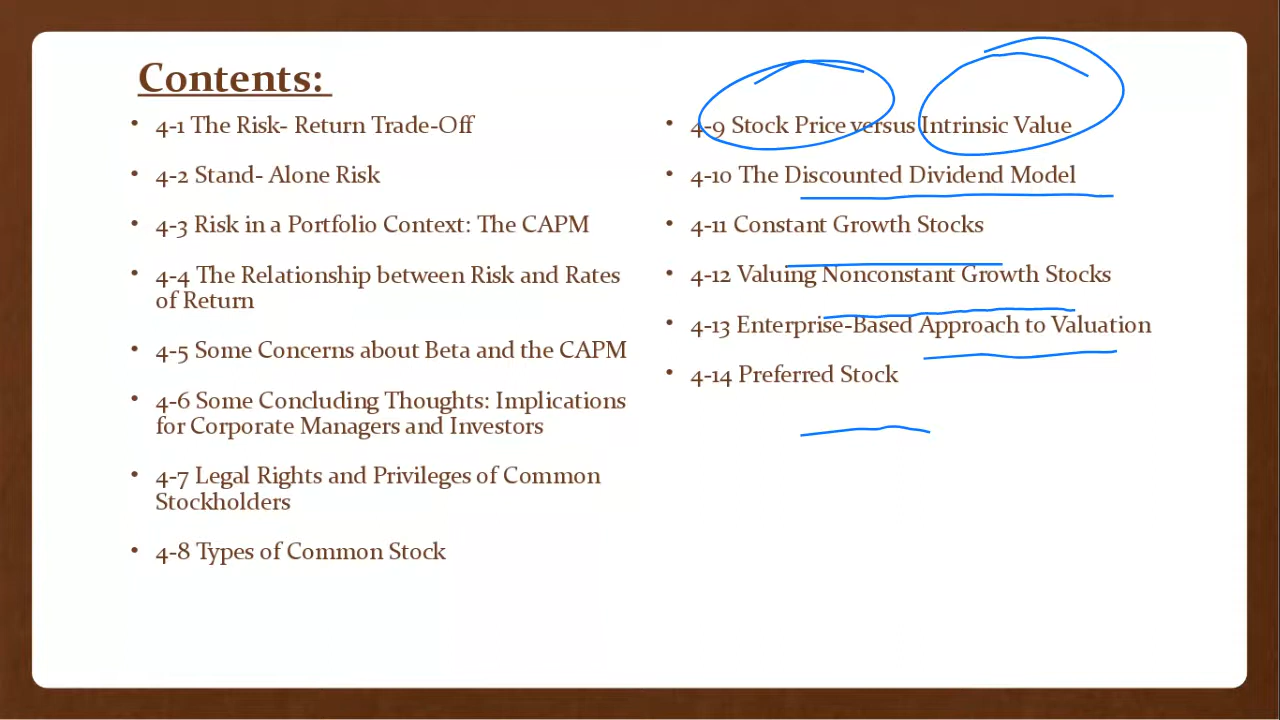 Contents:
• 4-1 The Risk- Return Trade-Off
• 4-2 Stand- Alone Risk
• 4-3 Risk in a Portfolio Context: The CAPM
• 4-4 The Relationship between Risk and Rates
of Return
• 4-5 Some Concerns about Beta and the CAPM
• 4-6 Some Concluding Thoughts: Implications
for Corporate Managers and Investors
• 4-7 Legal Rights and Privileges of Common
Stockholders
• 4-8 Types of Common Stock
• 4-9 Stock Price versus Intrinsic Value
• 4-10 The Discounted Dividend Model
• 4-11 Constant Growth Stocks
• 4-12 Valuing Nonconstant Growth Stocks
• 4-13 Enterprise-Based Approach to Valuation
• 4-14 Preferred Stock